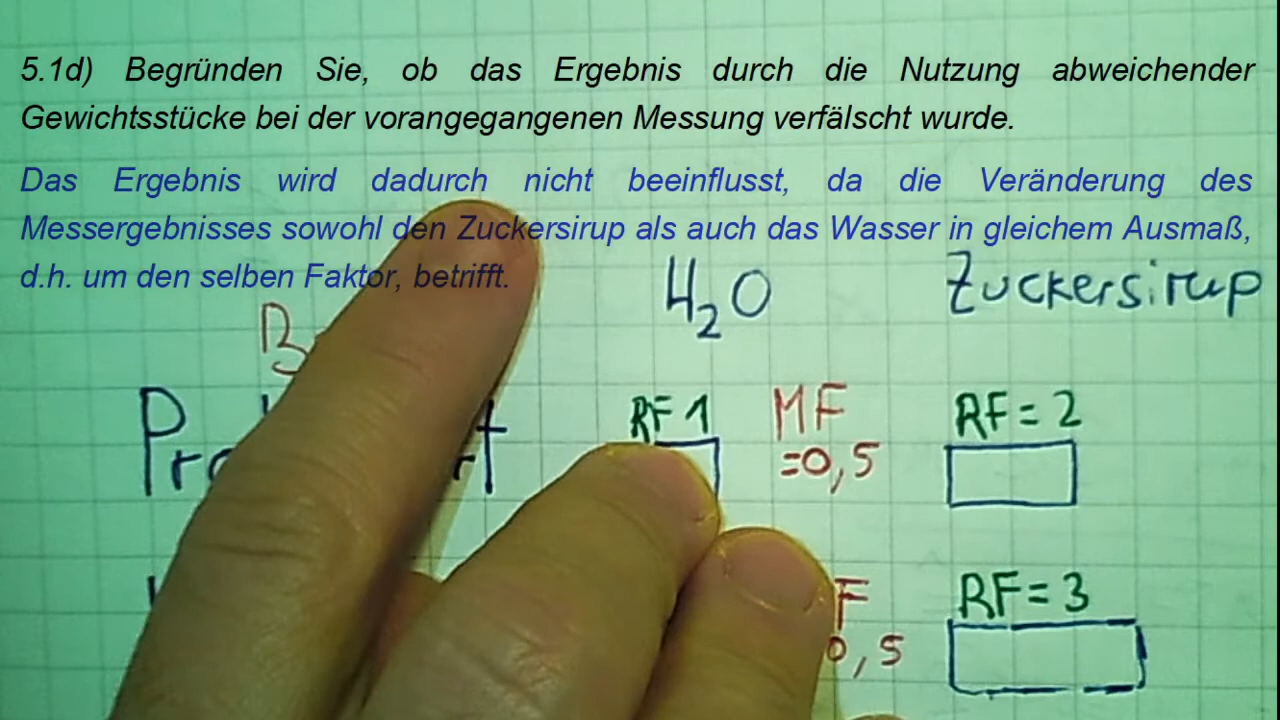 5.1d) Begründen Sie, ob das Ergebnis durch die Nutzung abweichender
Gewichtsstücke bei der vorangegangenen Messung verfälscht wurde.
Das Ergebnis wird dadurch nicht beeinflusst, da die Veränderung des
Messergebnisses sowohl den Zuckersirup als auch das Wasser in gleichem Ausmaß,
d.h. um den selben Faktor, betrifft.
H2O Zuckersirup
RF 1 MF RF = 2
=0,5
RF = 3
0,5